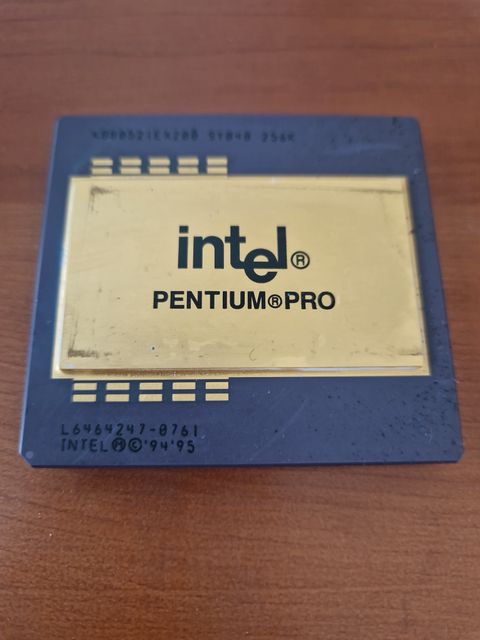 KB80521EX200 SY048 256K
intel®
PENTIUM®PRO
L6464247-0761
INTEL Ⓜ©'94'95